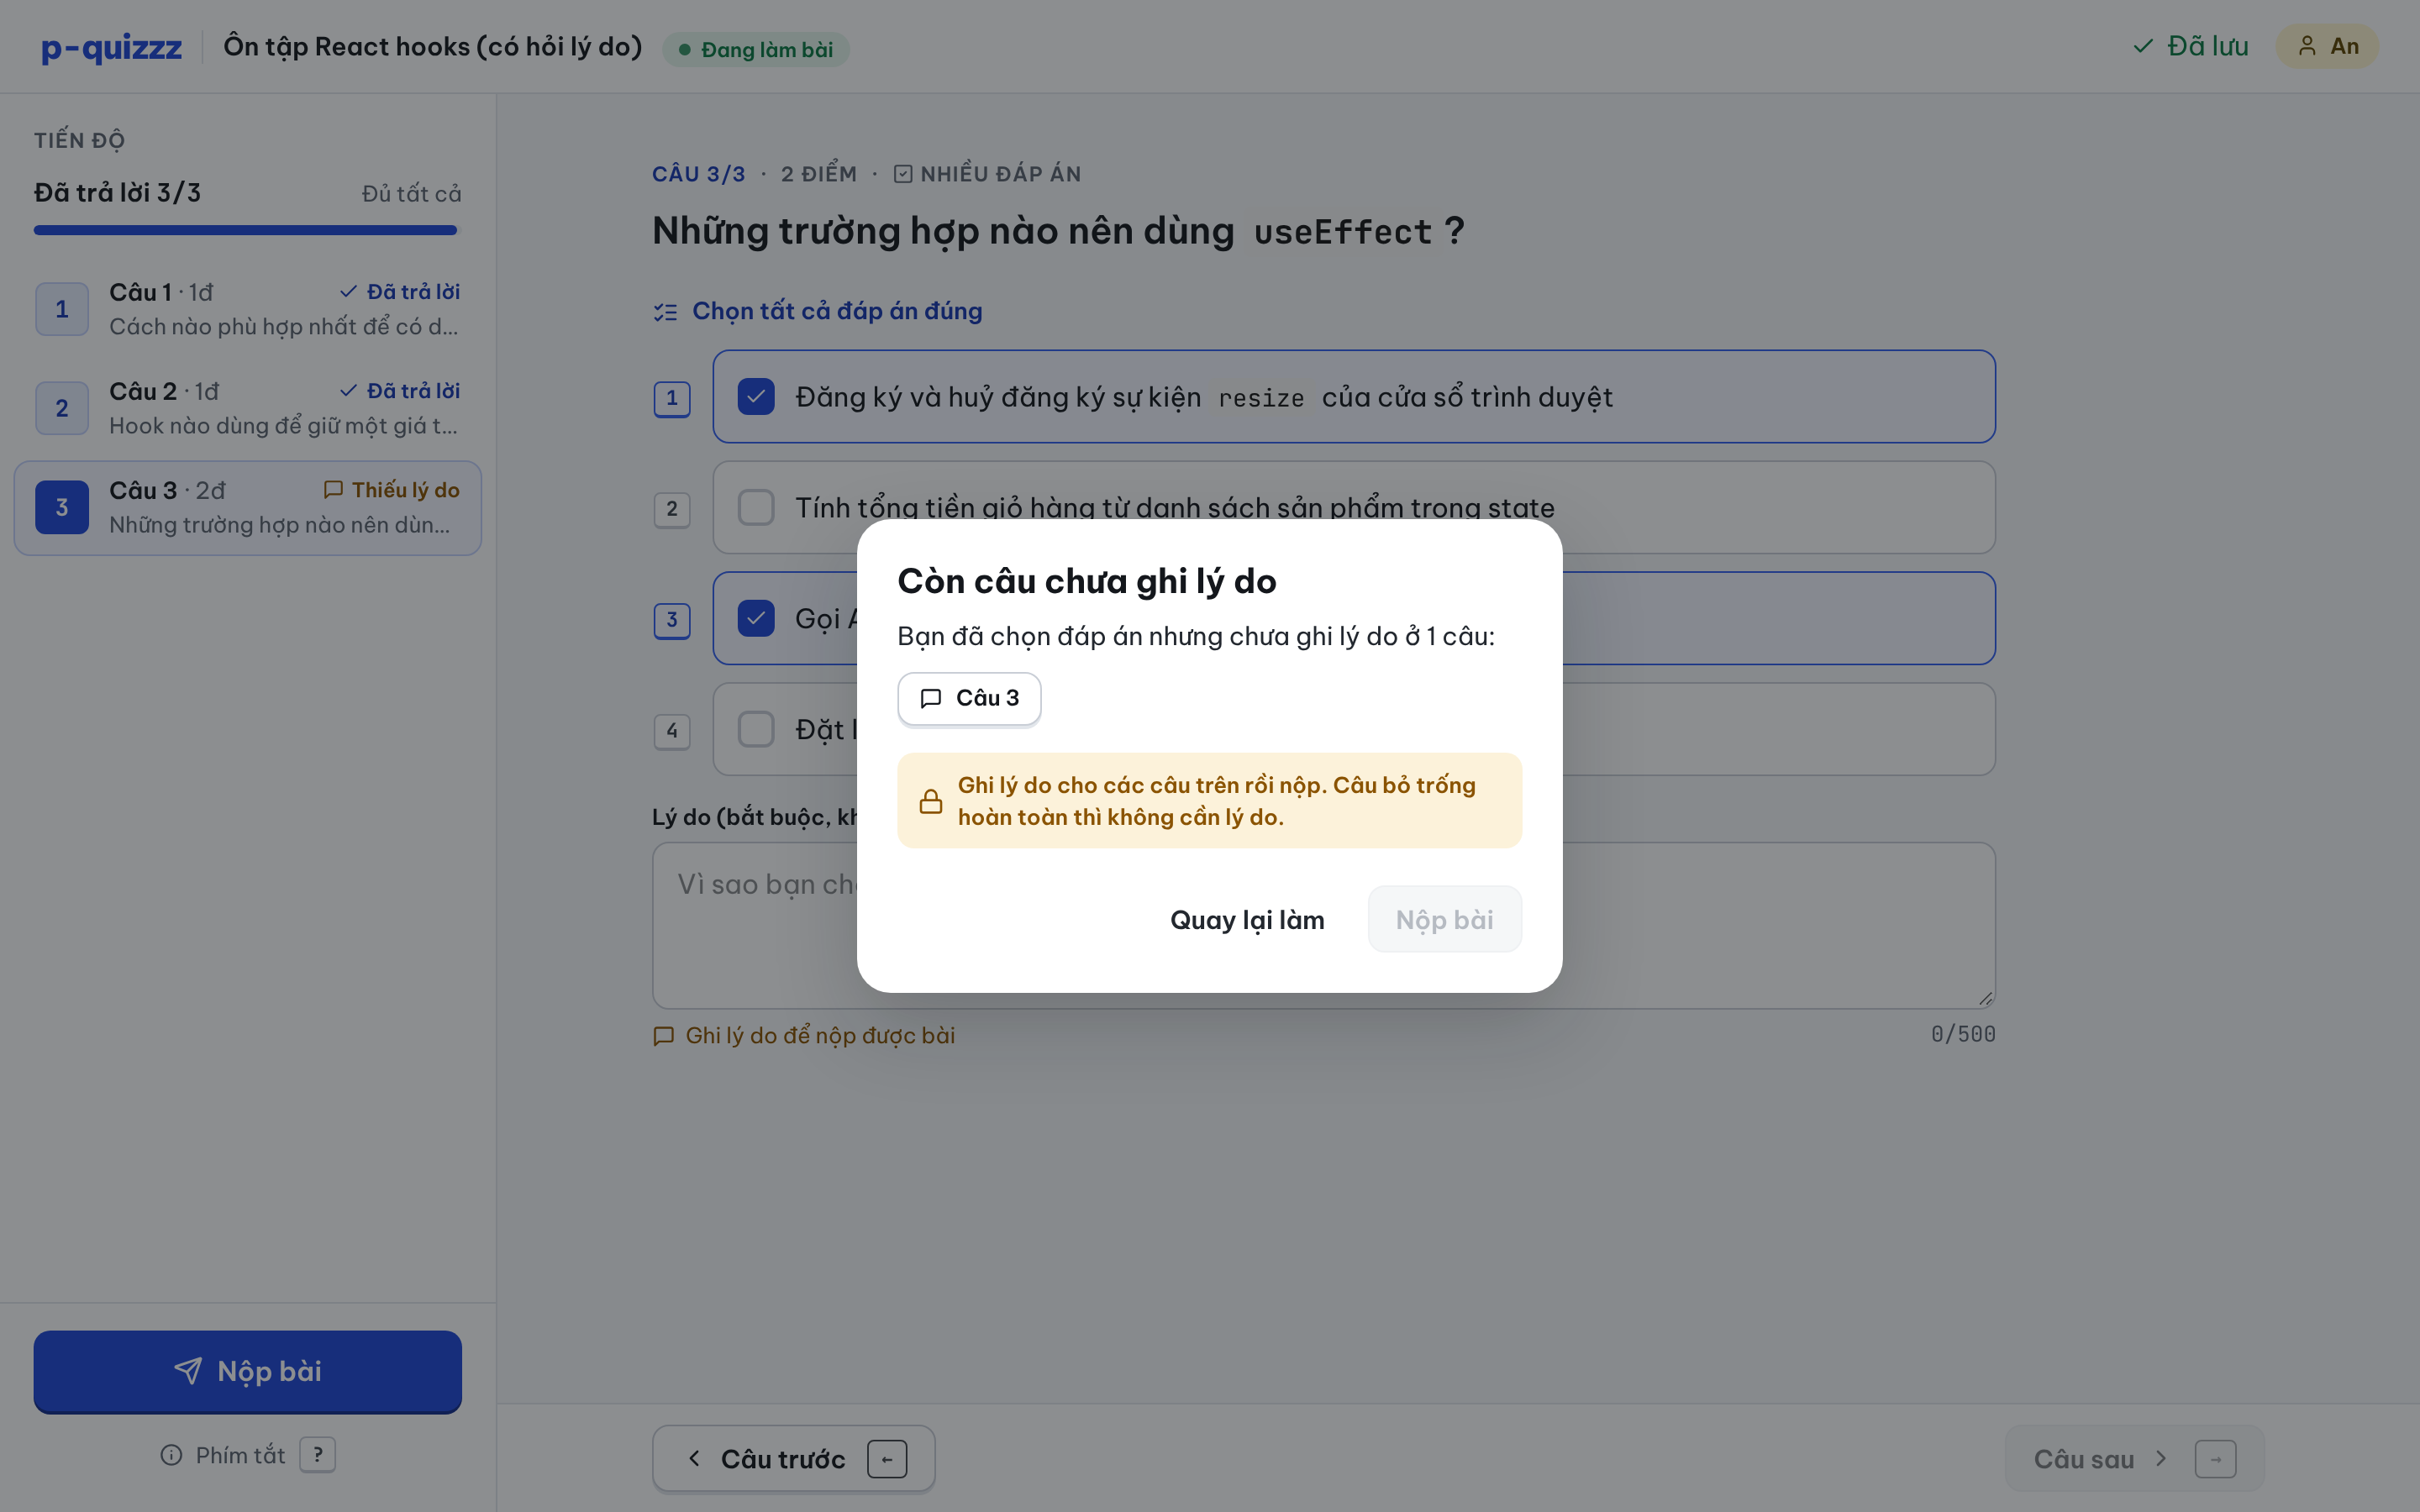 p-quizzz
Ôn tập React hooks (có hỏi lý do)
Đang làm bài
Đã lưu
An
TIẾN ĐỘ
Đã trả lời 3/3
Đủ tất cả
1
Câu 1 · 1đ
Đã trả lời
Cách nào phù hợp nhất để có d...
2
Câu 2 · 1đ
Đã trả lời
Hook nào dùng để giữ một giá t...
3
Câu 3 · 2đ
Thiếu lý do
Những trường hợp nào nên dùn...
Nộp bài
Phím tắt ?
CÂU 3/3 · 2 ĐIỂM · NHIỀU ĐÁP ÁN
Những trường hợp nào nên dùng useEffect ?
Chọn tất cả đáp án đúng
1 Đăng ký và huỷ đăng ký sự kiện resize của cửa sổ trình duyệt
2 Tính tổng tiền giỏ hàng từ danh sách sản phẩm trong state
3 Gọi
4 Đặt
Lý do (bắt buộc,
Vì sao bạn
Ghi lý do để nộp được bài
0/500
Còn câu chưa ghi lý do
Bạn đã chọn đáp án nhưng chưa ghi lý do ở 1 câu:
Câu 3
Ghi lý do cho các câu trên rồi nộp. Câu bỏ trống
hoàn toàn thì không cần lý do.
Quay lại làm
Nộp bài
Câu trước ←
Câu sau →